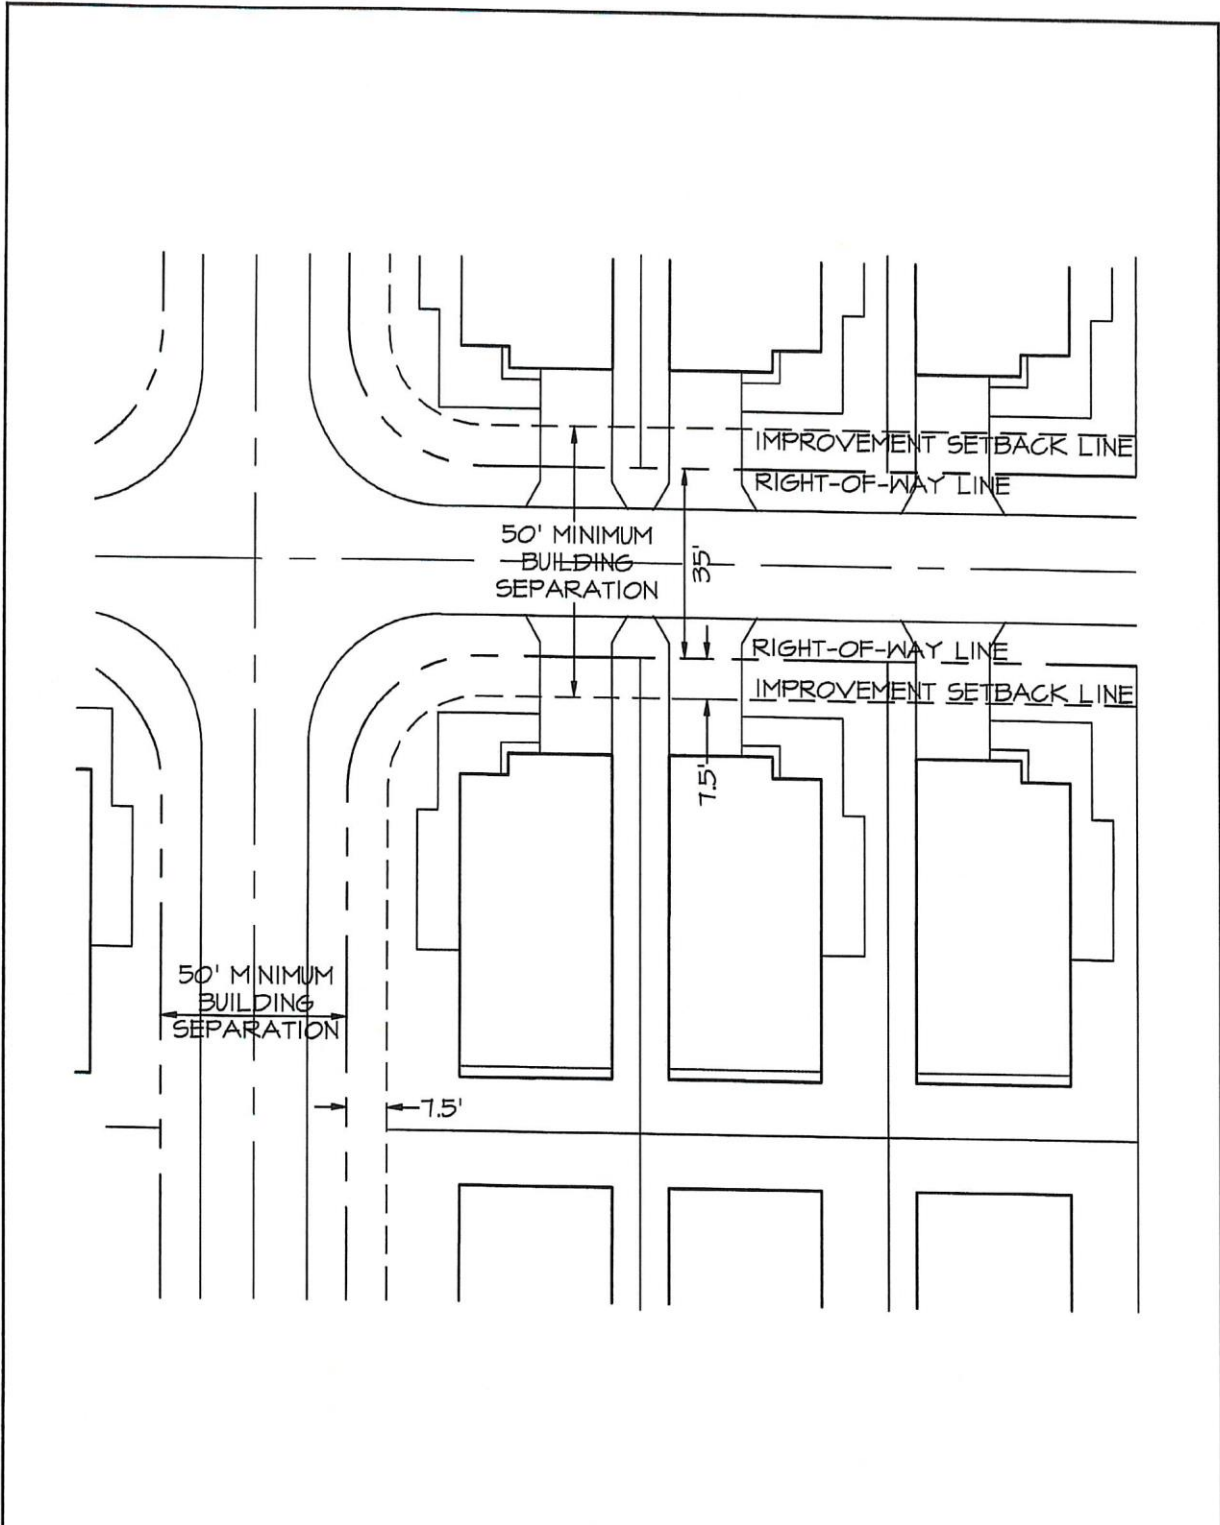 IMPROVEMENT SETBACK LINE
RIGHT-OF-WAY LINE
50' MINIMUM
BUILDING
SEPARATION
35'
RIGHT-OF-WAY LINE
IMPROVEMENT SETBACK LINE
7.5'
50' MINIMUM
BUILDING
SEPARATION
7.5'